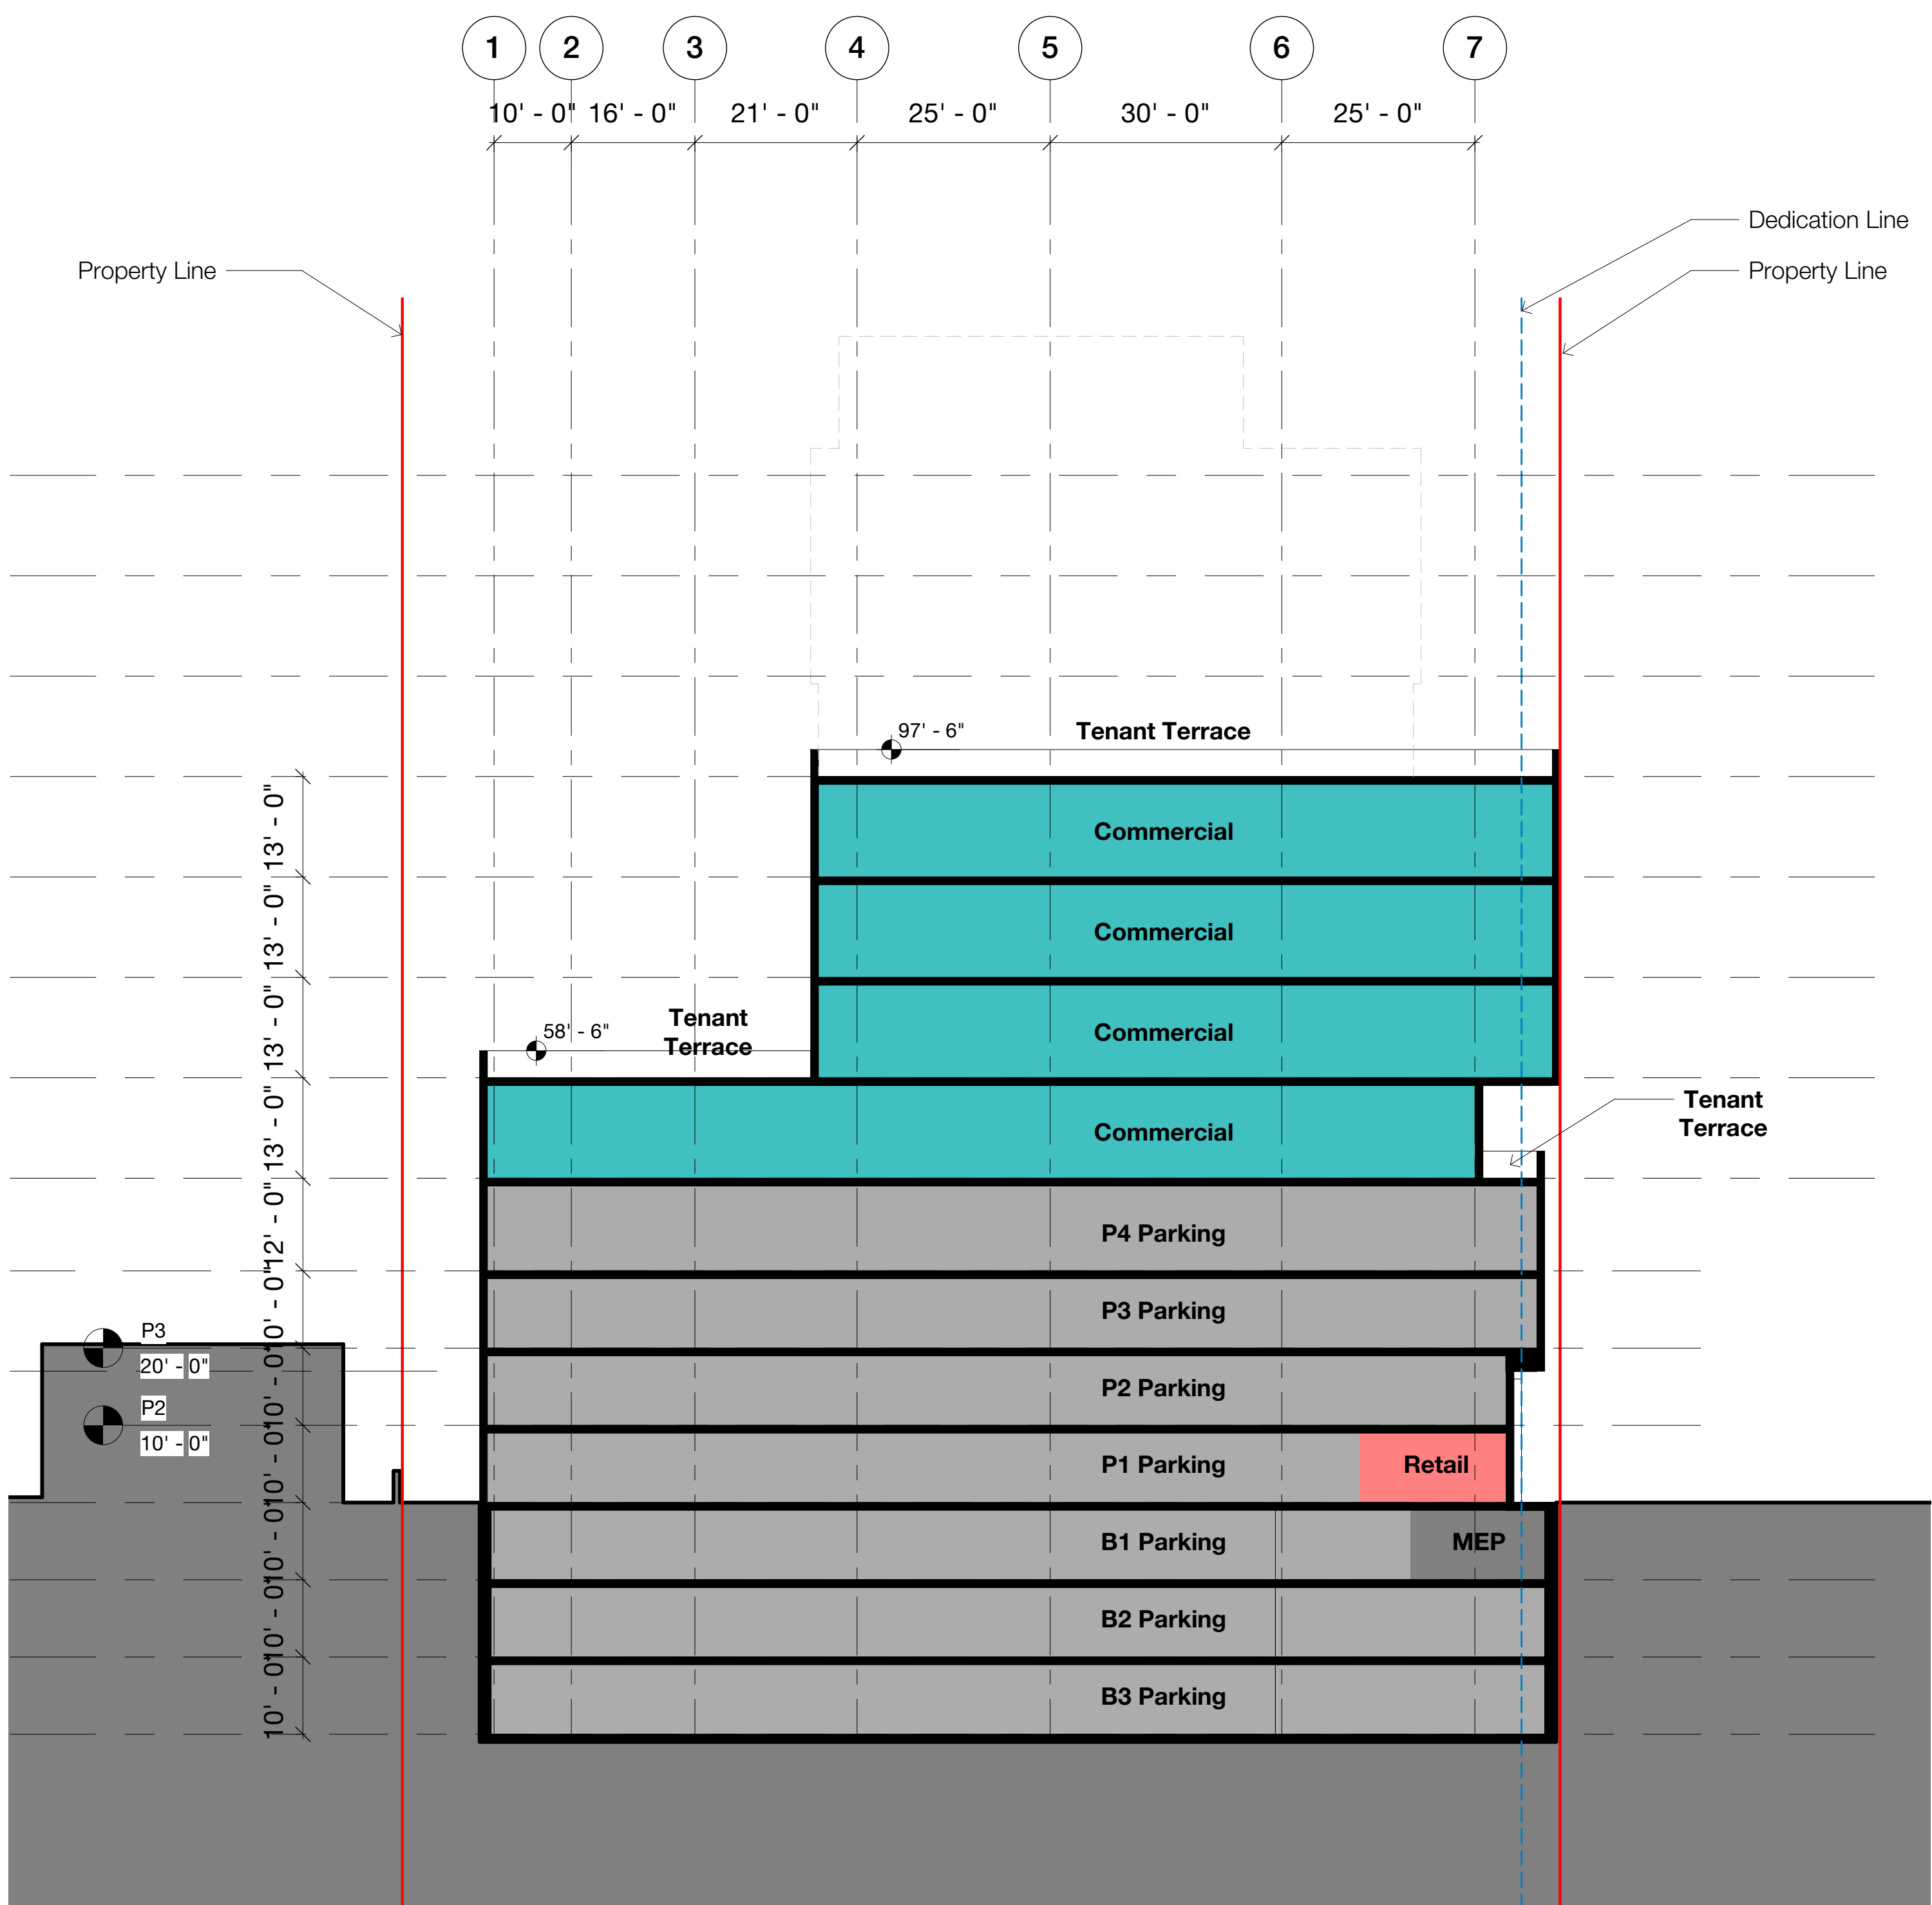 1 2 3 4 5 6 7
10' - 0" 16' - 0" 21' - 0" 25' - 0" 30' - 0" 25' - 0"
Dedication Line
Property Line
Property Line
97' - 6"
Tenant Terrace
13' - 0"
Commercial
13' - 0"
Commercial
13' - 0"
Commercial
58' - 6"
Tenant
Terrace
13' - 0"
Commercial
Tenant
Terrace
12' - 0"
P4 Parking
10' - 0"
P3 Parking
P3
20' - 0"
10' - 0"
P2 Parking
P2
10' - 0"
10' - 0"
P1 Parking
Retail
10' - 0"
B1 Parking
MEP
10' - 0"
B2 Parking
10' - 0"
B3 Parking